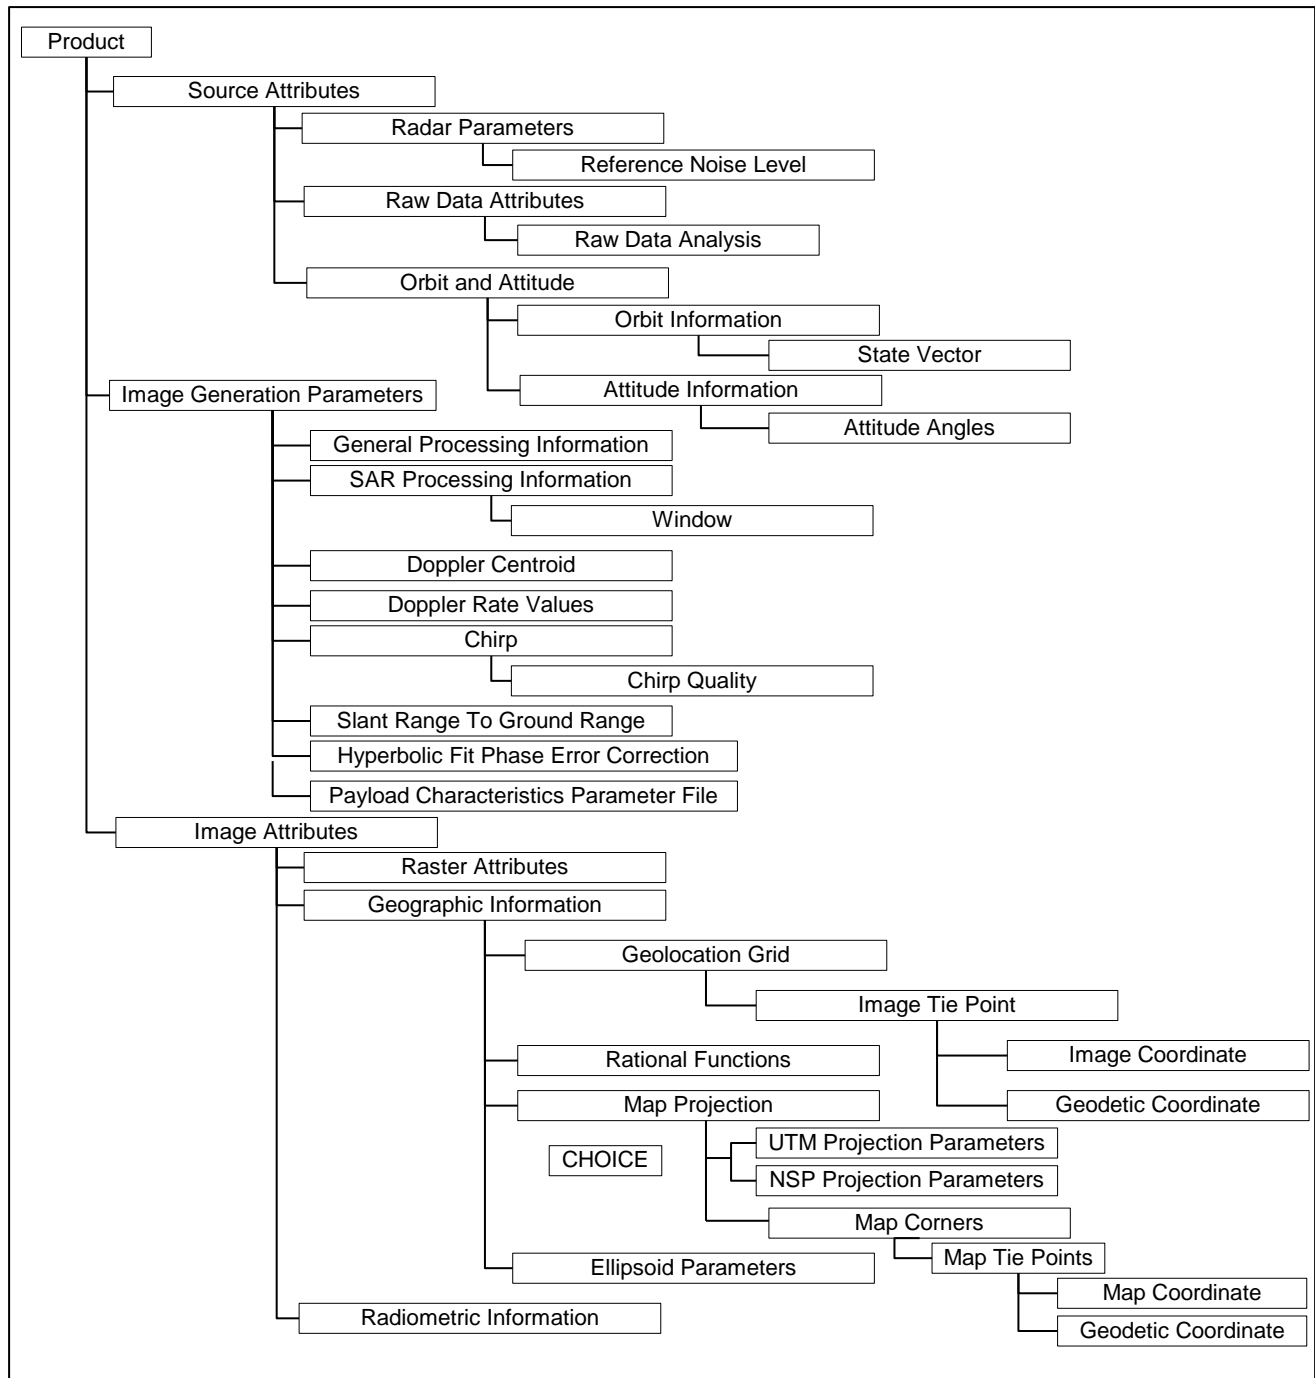 Product
Source Attributes
Radar Parameters
Reference Noise Level
Raw Data Attributes
Raw Data Analysis
Orbit and Attitude
Orbit Information
State Vector
Attitude Information
Image Generation Parameters
Attitude Angles
General Processing Information
SAR Processing Information
Window
Doppler Centroid
Doppler Rate Values
Chirp
Chirp Quality
Slant Range To Ground Range
Hyperbolic Fit Phase Error Correction
Payload Characteristics Parameter File
Image Attributes
Raster Attributes
Geographic Information
Geolocation Grid
Image Tie Point
Image Coordinate
Rational Functions
Geodetic Coordinate
Map Projection
UTM Projection Parameters
CHOICE
NSP Projection Parameters
Map Corners
Map Tie Points
Ellipsoid Parameters
Map Coordinate
Radiometric Information
Geodetic Coordinate